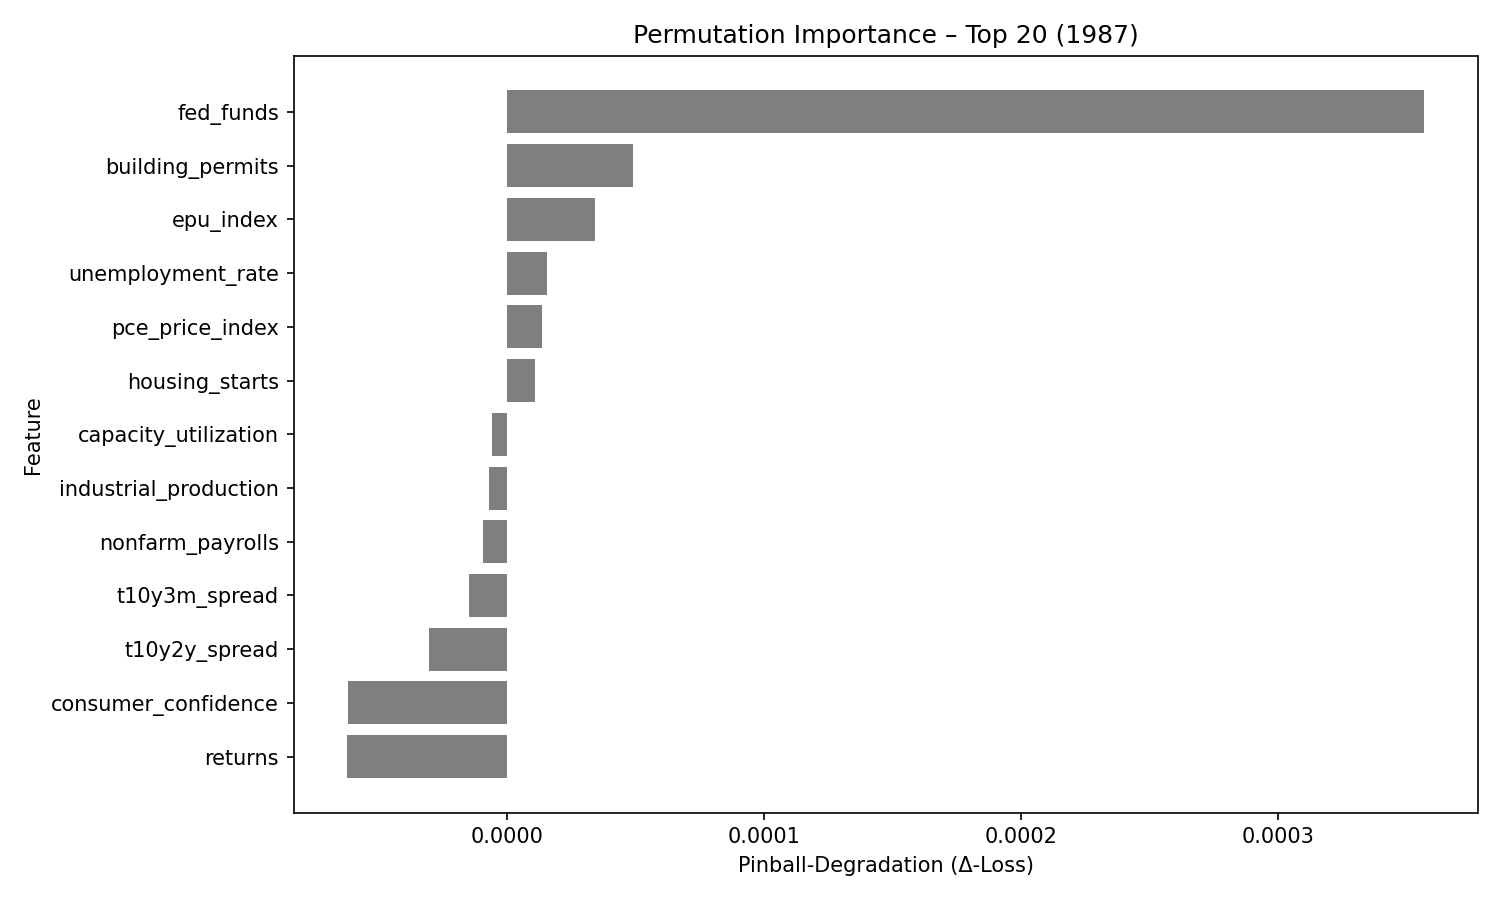 Permutation Importance – Top 20 (1987)
Feature
fed_funds
building_permits
epu_index
unemployment_rate
pce_price_index
housing_starts
capacity_utilization
industrial_production
nonfarm_payrolls
t10y3m_spread
t10y2y_spread
consumer_confidence
returns
0.0000 0.0001 0.0002 0.0003
Pinball-Degradation (Δ-Loss)